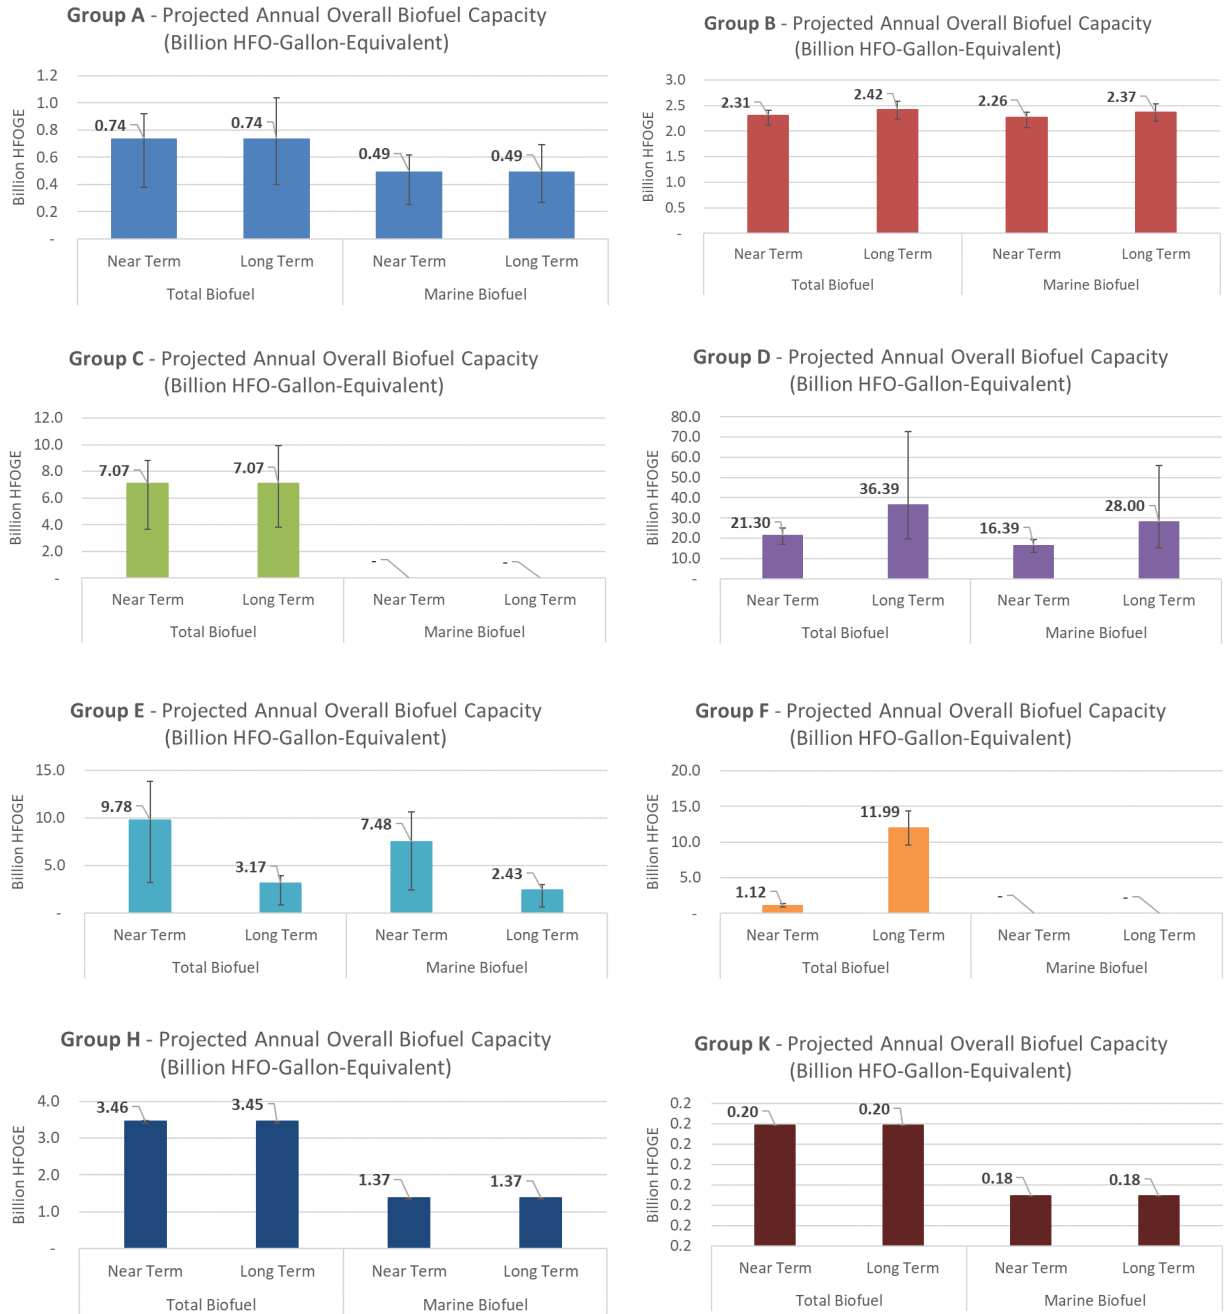 Group A - Projected Annual Overall Biofuel Capacity
(Billion HFO-Gallon-Equivalent)
Billion HFOGE
1.2
1.0
0.8
0.6
0.4
0.2
-
0.74
0.74
0.49
0.49
Near Term
Long Term
Near Term
Long Term
Total Biofuel
Marine Biofuel
Group B - Projected Annual Overall Biofuel Capacity
(Billion HFO-Gallon-Equivalent)
Billion HFOGE
3.0
2.5
2.0
1.5
1.0
0.5
-
2.31
2.42
2.26
2.37
Near Term
Long Term
Near Term
Long Term
Total Biofuel
Marine Biofuel
Group C - Projected Annual Overall Biofuel Capacity
(Billion HFO-Gallon-Equivalent)
Billion HFOGE
12.0
10.0
8.0
6.0
4.0
2.0
-
7.07
7.07
-
-
Near Term
Long Term
Near Term
Long Term
Total Biofuel
Marine Biofuel
Group D - Projected Annual Overall Biofuel Capacity
(Billion HFO-Gallon-Equivalent)
Billion HFOGE
80.0
70.0
60.0
50.0
40.0
30.0
20.0
10.0
-
21.30
36.39
16.39
28.00
Near Term
Long Term
Near Term
Long Term
Total Biofuel
Marine Biofuel
Group E - Projected Annual Overall Biofuel Capacity
(Billion HFO-Gallon-Equivalent)
Billion HFOGE
15.0
10.0
5.0
-
9.78
3.17
7.48
2.43
Near Term
Long Term
Near Term
Long Term
Total Biofuel
Marine Biofuel
Group F - Projected Annual Overall Biofuel Capacity
(Billion HFO-Gallon-Equivalent)
Billion HFOGE
20.0
15.0
10.0
5.0
-
1.12
11.99
-
-
Near Term
Long Term
Near Term
Long Term
Total Biofuel
Marine Biofuel
Group H - Projected Annual Overall Biofuel Capacity
(Billion HFO-Gallon-Equivalent)
Billion HFOGE
4.0
3.0
2.0
1.0
-
3.46
3.45
1.37
1.37
Near Term
Long Term
Near Term
Long Term
Total Biofuel
Marine Biofuel
Group K - Projected Annual Overall Biofuel Capacity
(Billion HFO-Gallon-Equivalent)
Billion HFOGE
0.2
0.2
0.2
0.2
0.2
0.2
0.2
0.2
0.20
0.20
0.18
0.18
Near Term
Long Term
Near Term
Long Term
Total Biofuel
Marine Biofuel